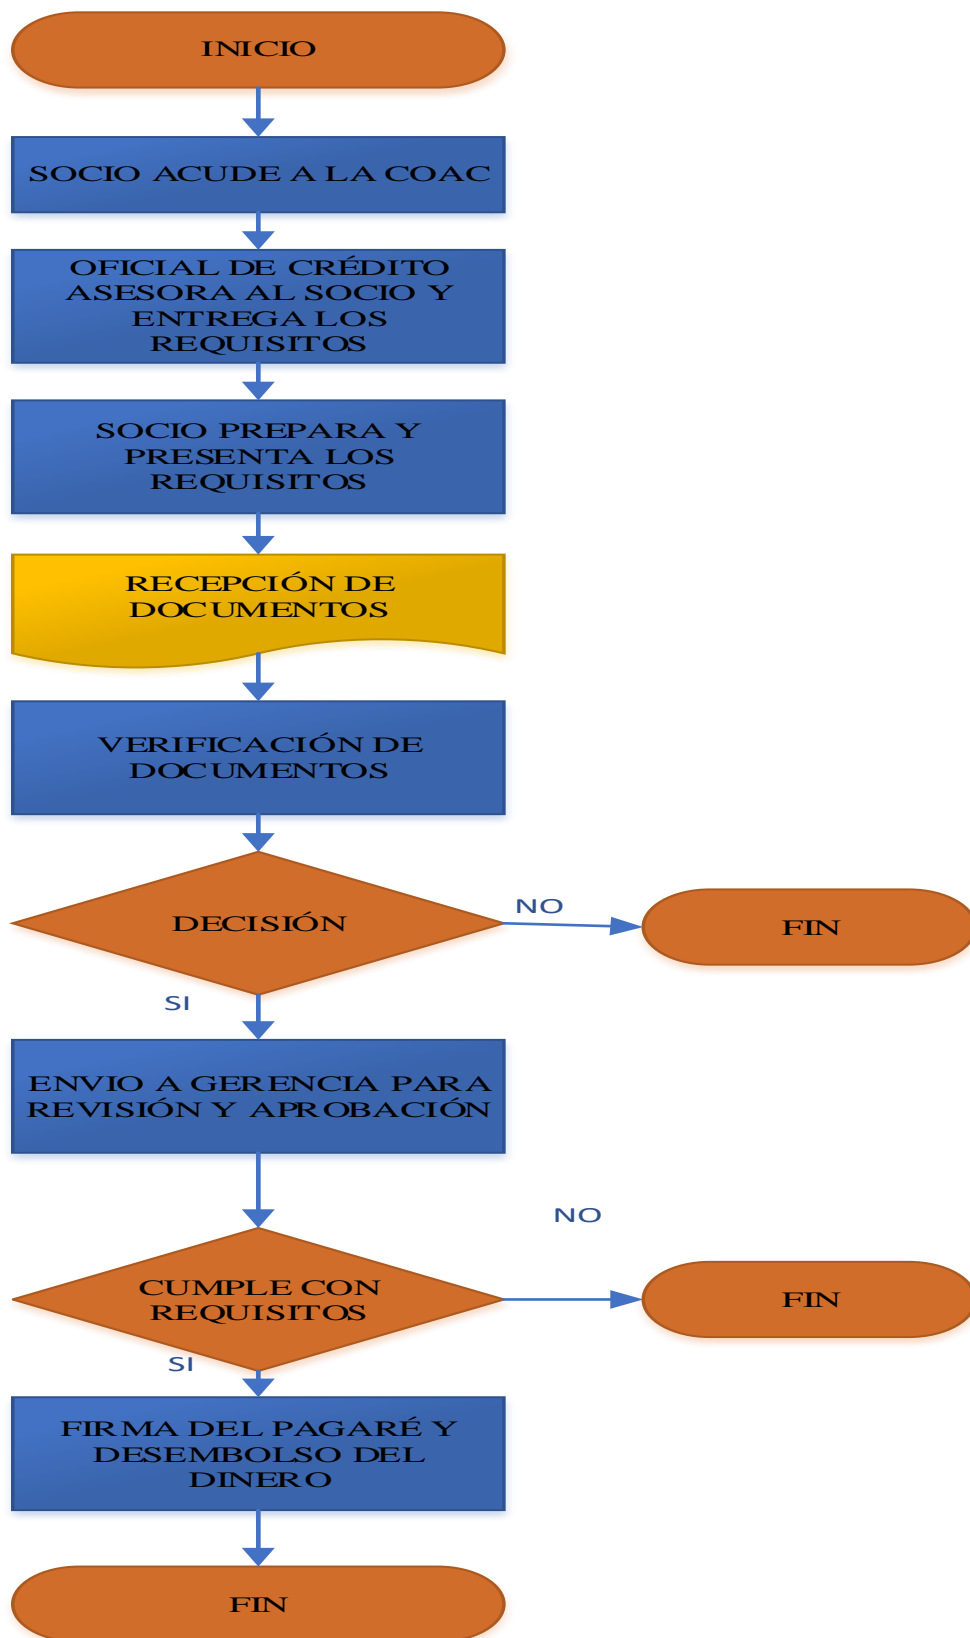 INICIO
SOCIO ACUDE A LA COAC
OFICIAL DE CRÉDITO
ASESORA AL SOCIO Y
ENTREGA LOS
REQUISITOS
SOCIO PREPARA Y
PRESENTA LOS
REQUISITOS
RECEPCIÓN DE
DOCUMENTOS
VERIFICACIÓN DE
DOCUMENTOS
DECISIÓN
NO
FIN
SI
ENVIO A GERENCIA PARA
REVISIÓN Y APROBACIÓN
NO
CUMPLE CON
REQUISITOS
FIN
SI
FIRMA DEL PAGARÉ Y
DESEMBOLSO DEL
DINERO
FIN